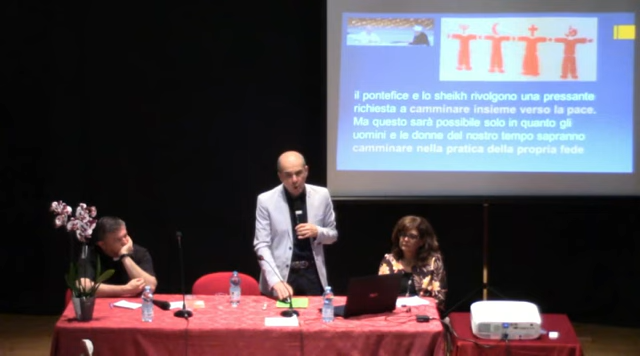 il pontefice e lo sheikh rivolgono una pressante
richiesta a camminare insieme verso la pace.
Ma questo sarà possibile solo in quanto gli
uomini e le donne del nostro tempo sapranno
camminare nella pratica della propria fede